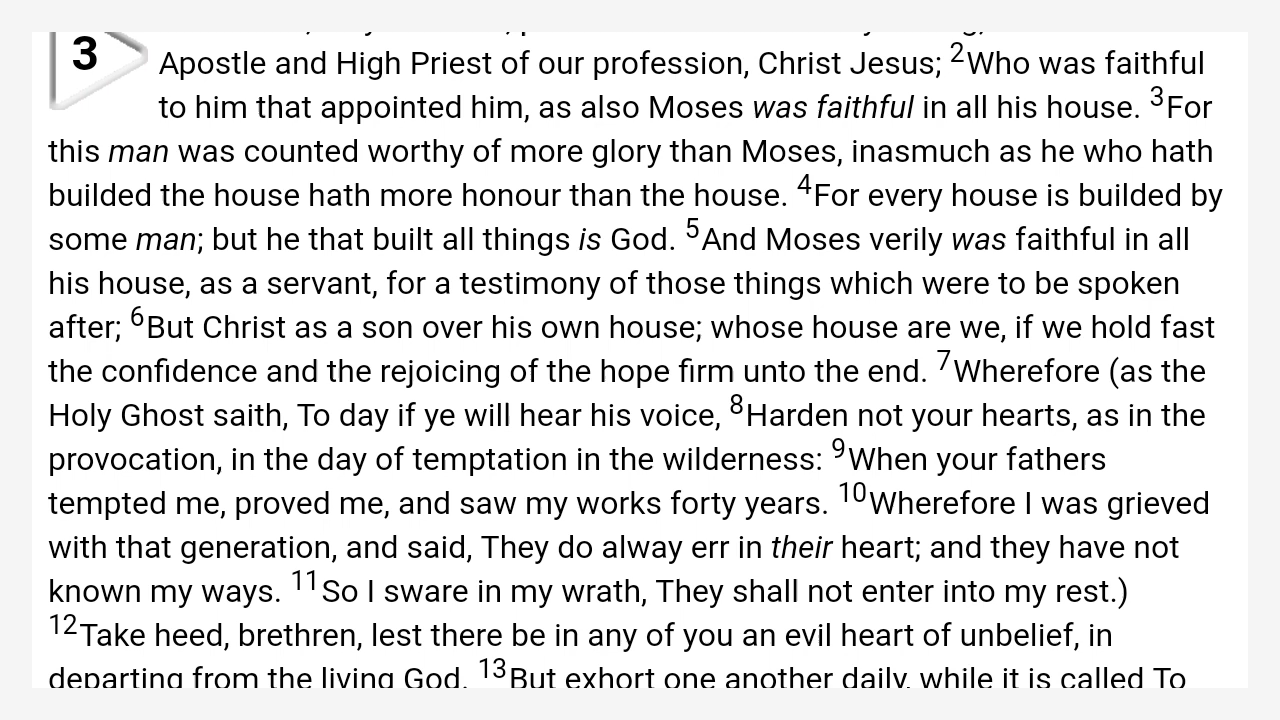 3
Apostle and High Priest of our profession, Christ Jesus; 2Who was faithful
to him that appointed him, as also Moses was faithful in all his house. 3For
this man was counted worthy of more glory than Moses, inasmuch as he who hath
builded the house hath more honour than the house. 4For every house is builded by
some man; but he that built all things is God. 5And Moses verily was faithful in all
his house, as a servant, for a testimony of those things which were to be spoken
after; 6But Christ as a son over his own house; whose house are we, if we hold fast
the confidence and the rejoicing of the hope firm unto the end. 7Wherefore (as the
Holy Ghost saith, To day if ye will hear his voice, 8Harden not your hearts, as in the
provocation, in the day of temptation in the wilderness: 9When your fathers
tempted me, proved me, and saw my works forty years. 10Wherefore I was grieved
with that generation, and said, They do alway err in their heart; and they have not
known my ways. 11So I sware in my wrath, They shall not enter into my rest.)
12Take heed, brethren, lest there be in any of you an evil heart of unbelief, in
departing from the living God. 13But exhort one another daily, while it is called To